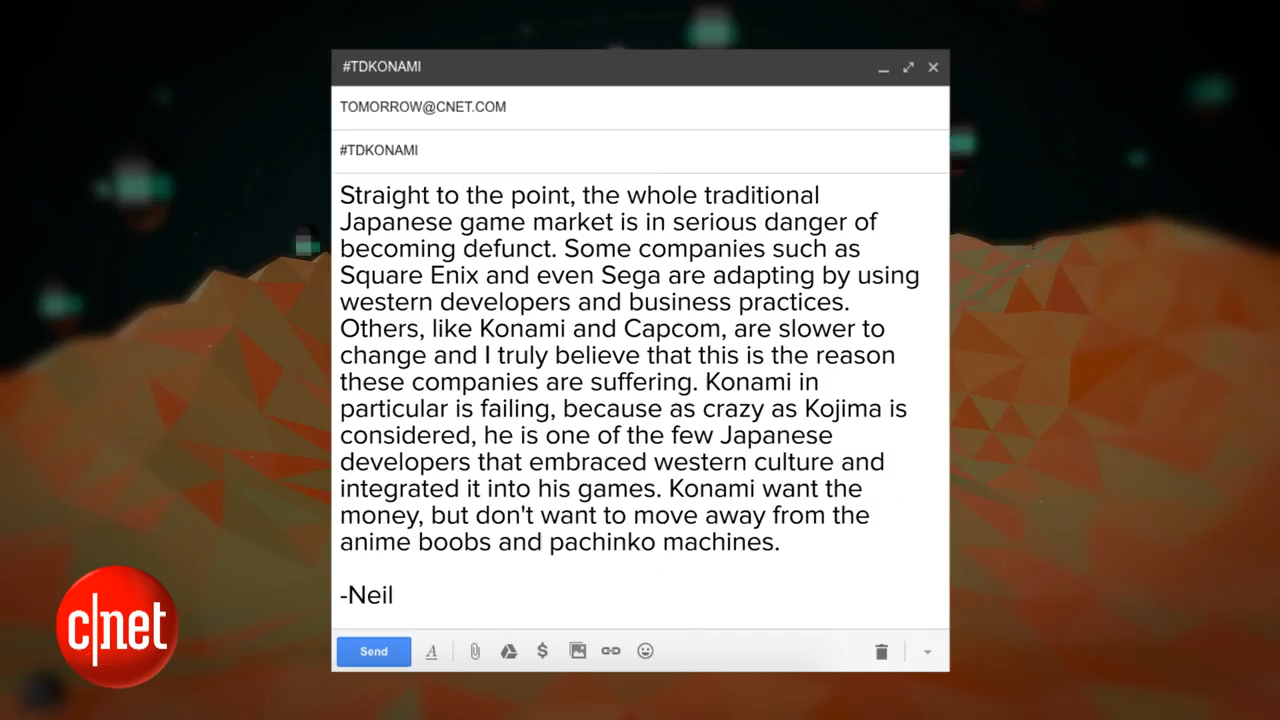 #TDKONAMI
TOMORROW@CNET.COM
#TDKONAMI
Straight to the point, the whole traditional
Japanese game market is in serious danger of
becoming defunct. Some companies such as
Square Enix and even Sega are adapting by using
western developers and business practices.
Others, like Konami and Capcom, are slower to
change and I truly believe that this is the reason
these companies are suffering. Konami in
particular is failing, because as crazy as Kojima is
considered, he is one of the few Japanese
developers that embraced western culture and
integrated it into his games. Konami want the
money, but don't want to move away from the
anime boobs and pachinko machines.
-Neil
Send
c|net